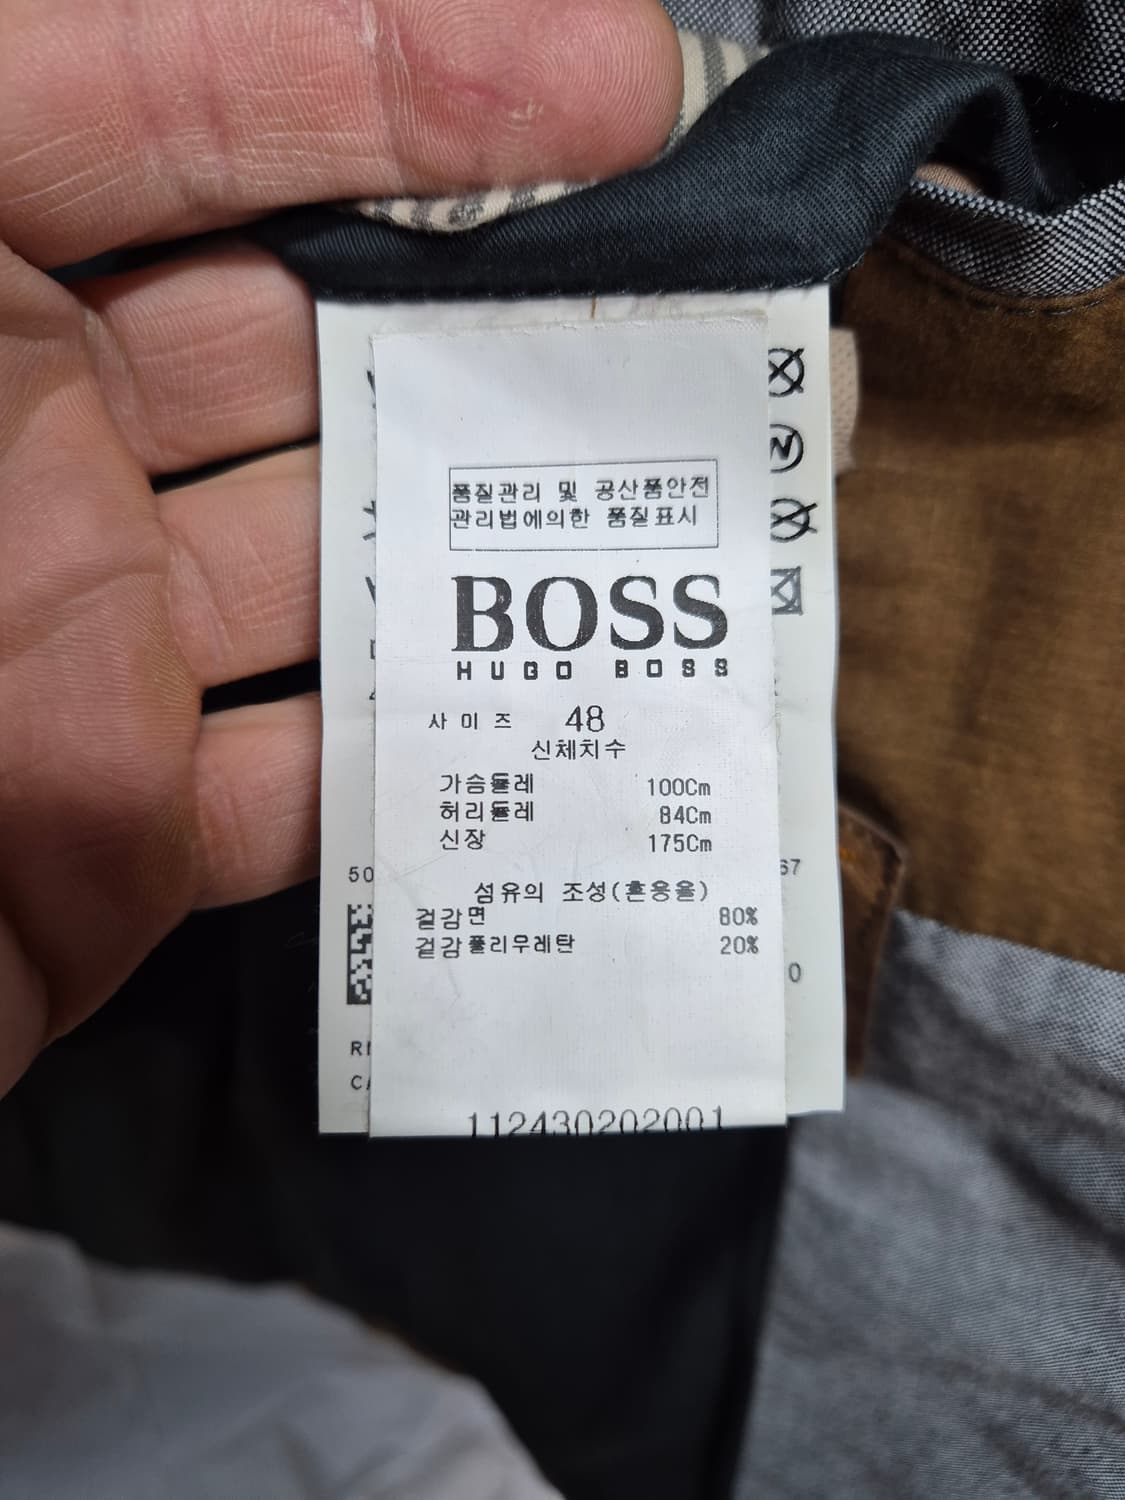 품질관리 및 공산품안전
관리법에의한 품질표시
BOSS
HUGO BOSS
사이즈 48
신체치수
가슴둘레 100Cm
허리둘레 84Cm
신장 175Cm
섬유의 조성(혼용율)
겉감면 80%
겉감폴리우레탄 20%
112430202001
50
67
0